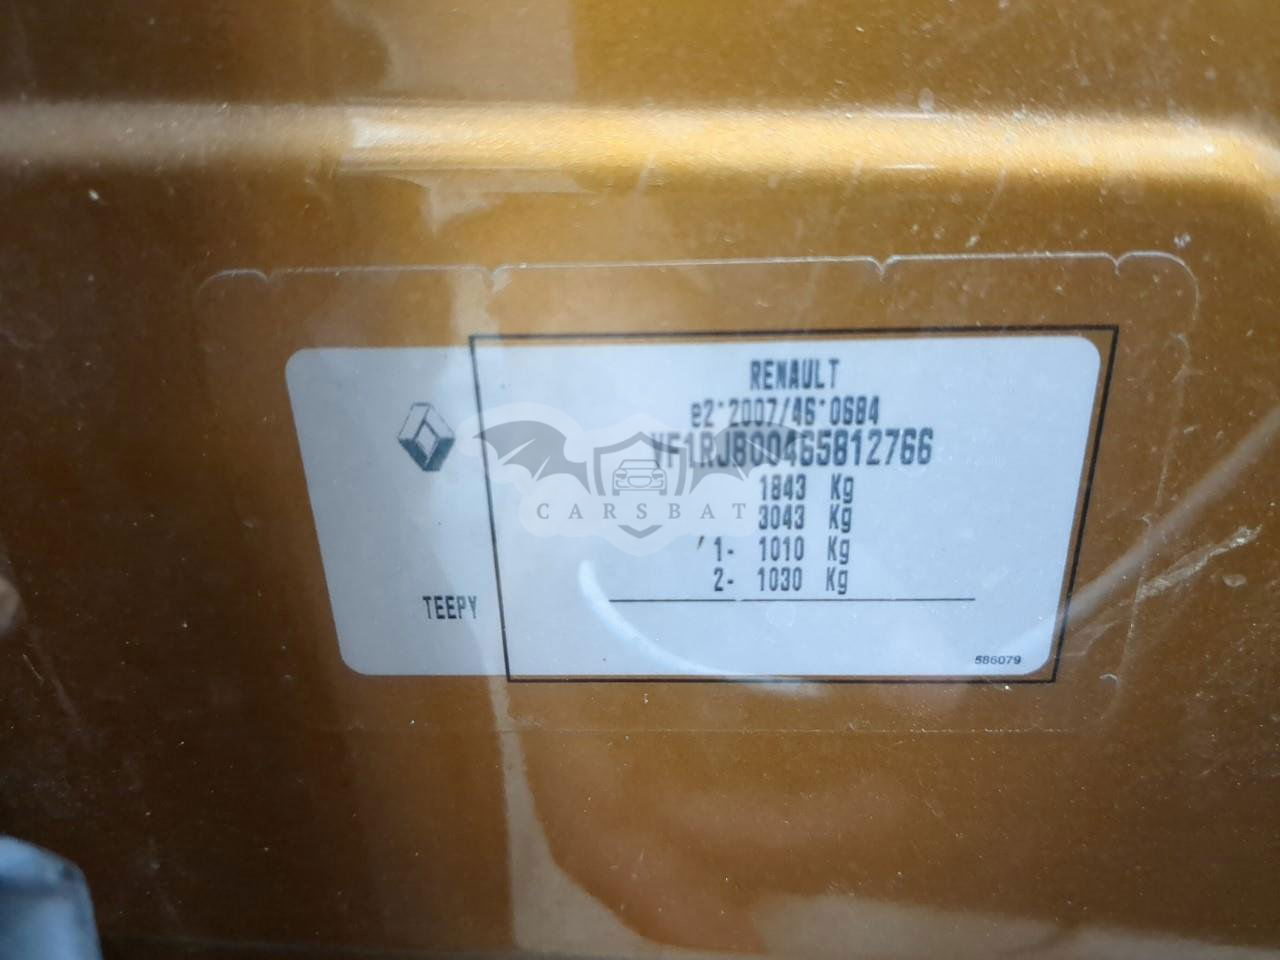 RENAULT
e2*2007/46*0684
VF1RJB00465812766
1843 Kg
3043 Kg
1- 1010 Kg
2- 1030 Kg
TEEPY
586079
CARSBAT